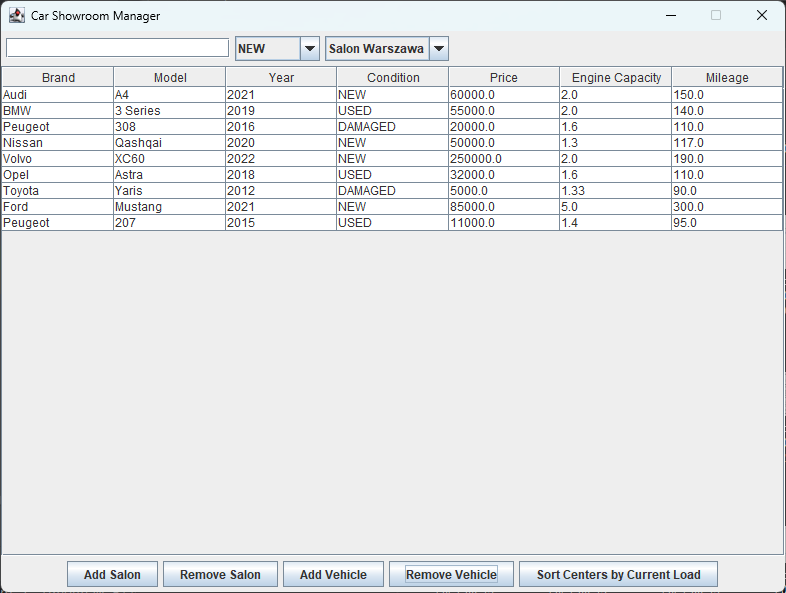 Car Showroom Manager
NEW Salon Warszawa
Brand Model Year Condition Price Engine Capacity Mileage
Audi A4 2021 NEW 60000.0 2.0 150.0
BMW 3 Series 2019 USED 55000.0 2.0 140.0
Peugeot 308 2016 DAMAGED 20000.0 1.6 110.0
Nissan Qashqai 2020 NEW 50000.0 1.3 117.0
Volvo XC60 2022 NEW 250000.0 2.0 190.0
Opel Astra 2018 USED 32000.0 1.6 110.0
Toyota Yaris 2012 DAMAGED 5000.0 1.33 90.0
Ford Mustang 2021 NEW 85000.0 5.0 300.0
Peugeot 207 2015 USED 11000.0 1.4 95.0
Add Salon Remove Salon Add Vehicle Remove Vehicle Sort Centers by Current Load